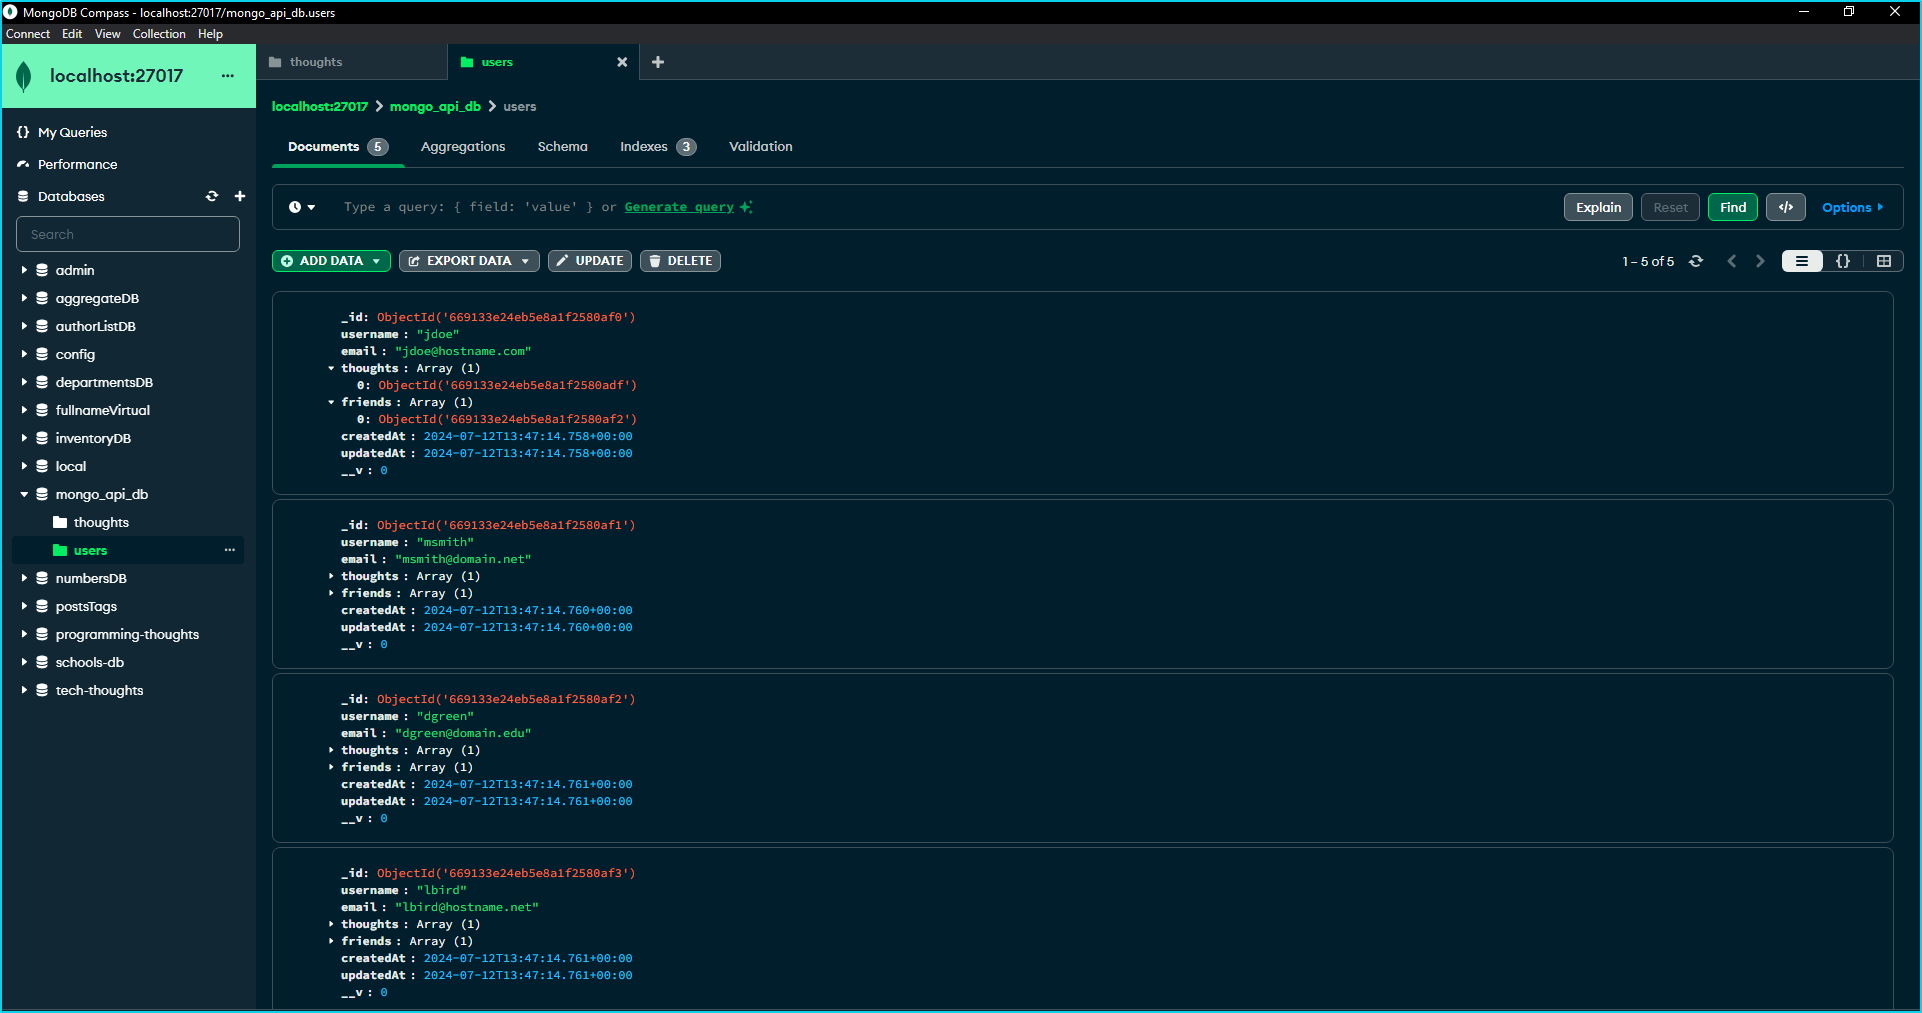 MongoDB Compass - localhost:27017/mongo_api_db.users
Connect Edit View Collection Help
localhost:27017 ...
{} My Queries
Performance
Databases
Search
admin
aggregateDB
authorListDB
config
departmentsDB
fullnameVirtual
inventoryDB
local
mongo_api_db
thoughts
users ...
numbersDB
postsTags
programming-thoughts
schools-db
tech-thoughts
thoughts users
localhost:27017 > mongo_api_db > users
Documents 5 Aggregations Schema Indexes 3 Validation
Type a query: { field: 'value' } or Generate query Explain Reset Find </> Options
ADD DATA EXPORT DATA UPDATE DELETE 1 – 5 of 5 {}
_id: ObjectId('669133e24eb5e8a1f2580af0')
username : "jdoe"
email : "jdoe@hostname.com"
thoughts : Array (1)
0: ObjectId('669133e24eb5e8a1f2580adf')
friends : Array (1)
0: ObjectId('669133e24eb5e8a1f2580af2')
createdAt : 2024-07-12T13:47:14.758+00:00
updatedAt : 2024-07-12T13:47:14.758+00:00
__v : 0
_id: ObjectId('669133e24eb5e8a1f2580af1')
username : "msmith"
email : "msmith@domain.net"
thoughts : Array (1)
friends : Array (1)
createdAt : 2024-07-12T13:47:14.760+00:00
updatedAt : 2024-07-12T13:47:14.760+00:00
__v : 0
_id: ObjectId('669133e24eb5e8a1f2580af2')
username : "dgreen"
email : "dgreen@domain.edu"
thoughts : Array (1)
friends : Array (1)
createdAt : 2024-07-12T13:47:14.761+00:00
updatedAt : 2024-07-12T13:47:14.761+00:00
__v : 0
_id: ObjectId('669133e24eb5e8a1f2580af3')
username : "lbird"
email : "lbird@hostname.net"
thoughts : Array (1)
friends : Array (1)
createdAt : 2024-07-12T13:47:14.761+00:00
updatedAt : 2024-07-12T13:47:14.761+00:00
__v : 0